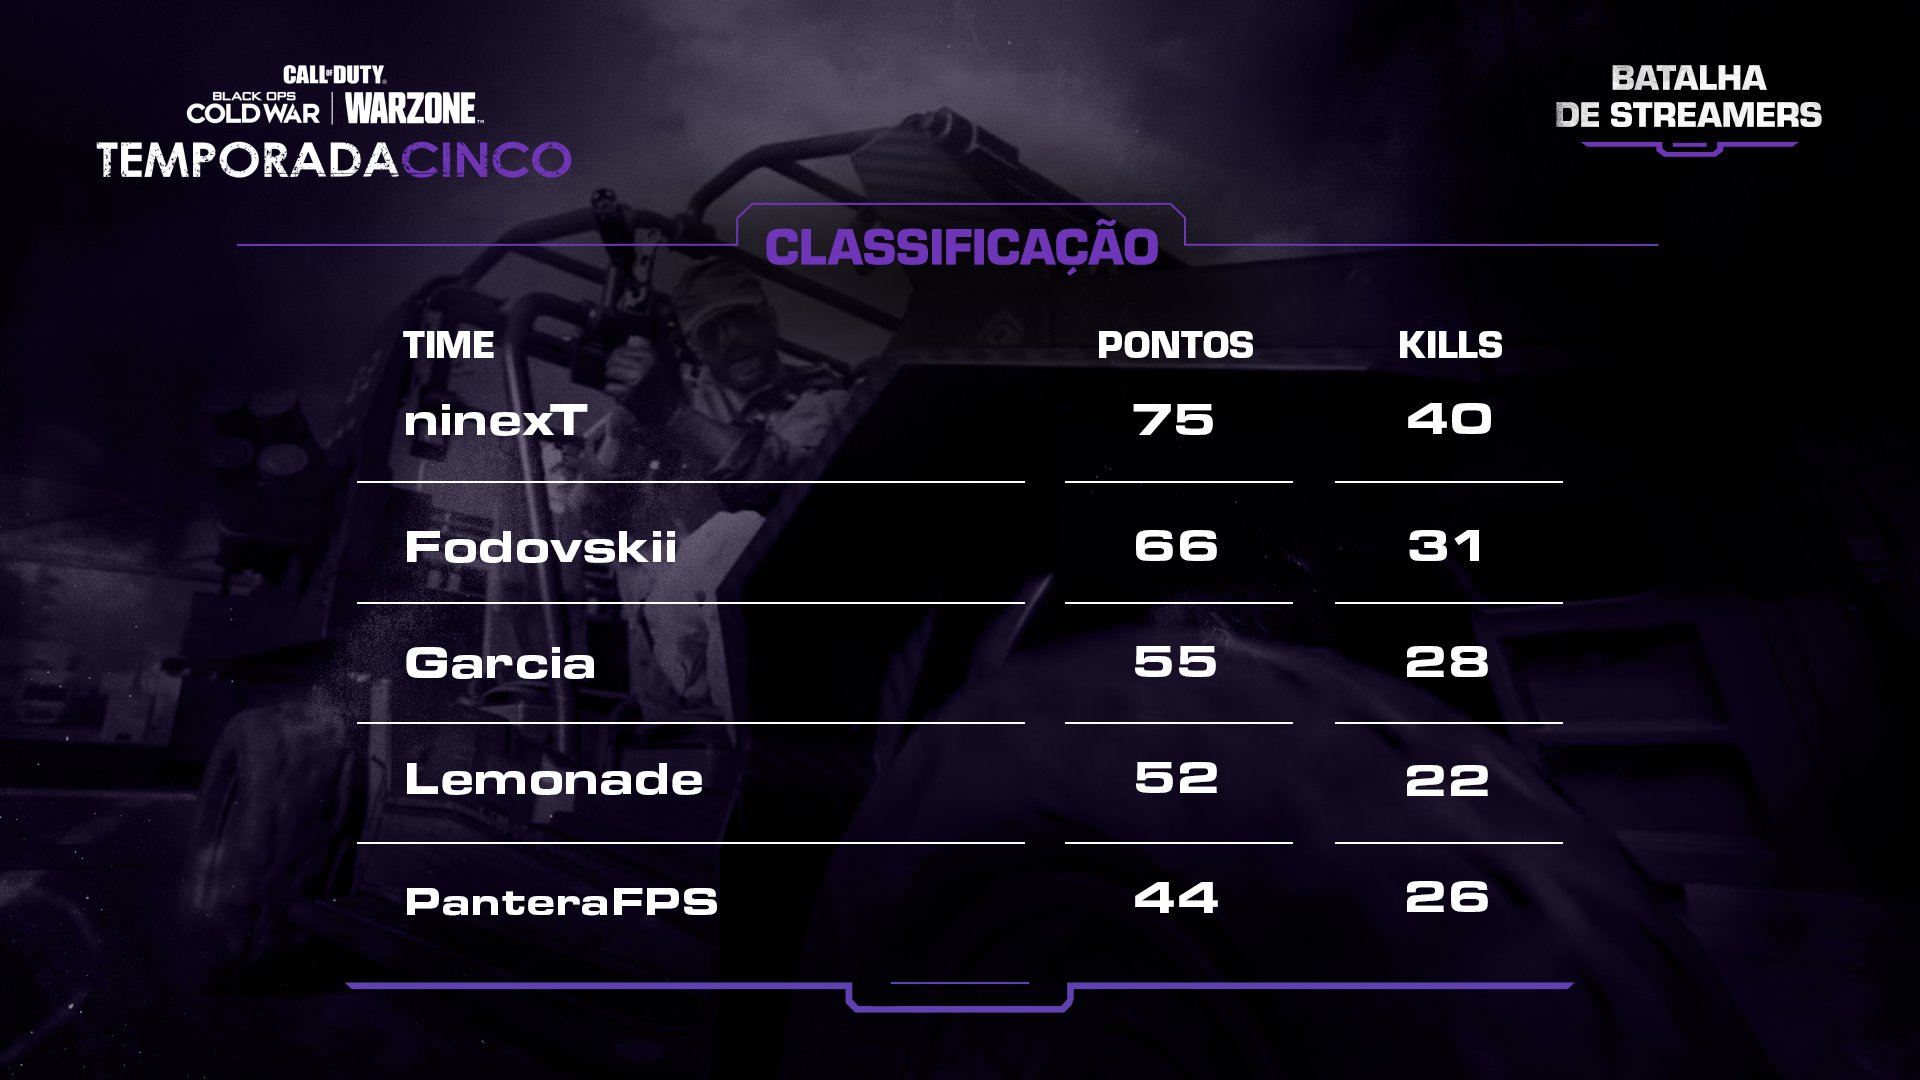 CALL OF DUTY®
BLACK OPS
COLD WAR | WARZONE™
TEMPORADA CINCO
BATALHA
DE STREAMERS
CLASSIFICAÇÃO
TIME PONTOS KILLS
ninexT 75 40
Fodovskii 66 31
Garcia 55 28
Lemonade 52 22
PanteraFPS 44 26